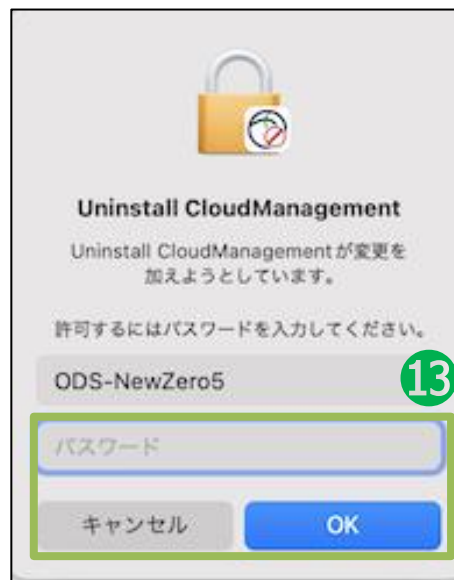 Uninstall CloudManagement
Uninstall CloudManagementが変更を
加えようとしています。
許可するにはパスワードを入力してください。
ODS-NewZero5
13
パスワード
キャンセル OK